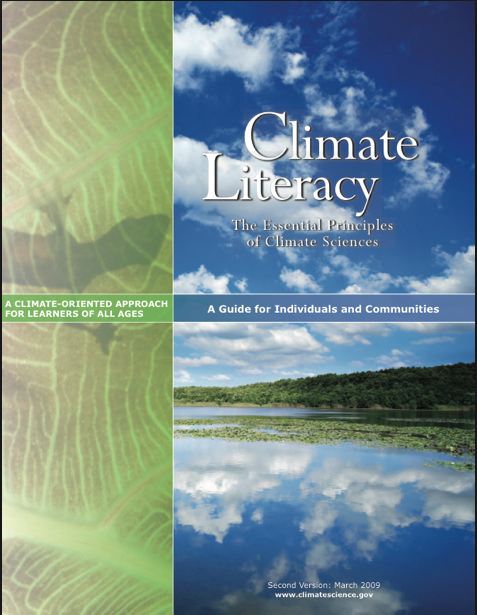 Climate
Literacy
The Essential Principles
of Climate Sciences
A CLIMATE-ORIENTED APPROACH
FOR LEARNERS OF ALL AGES
A Guide for Individuals and Communities
Second Version: March 2009
www.climatescience.gov